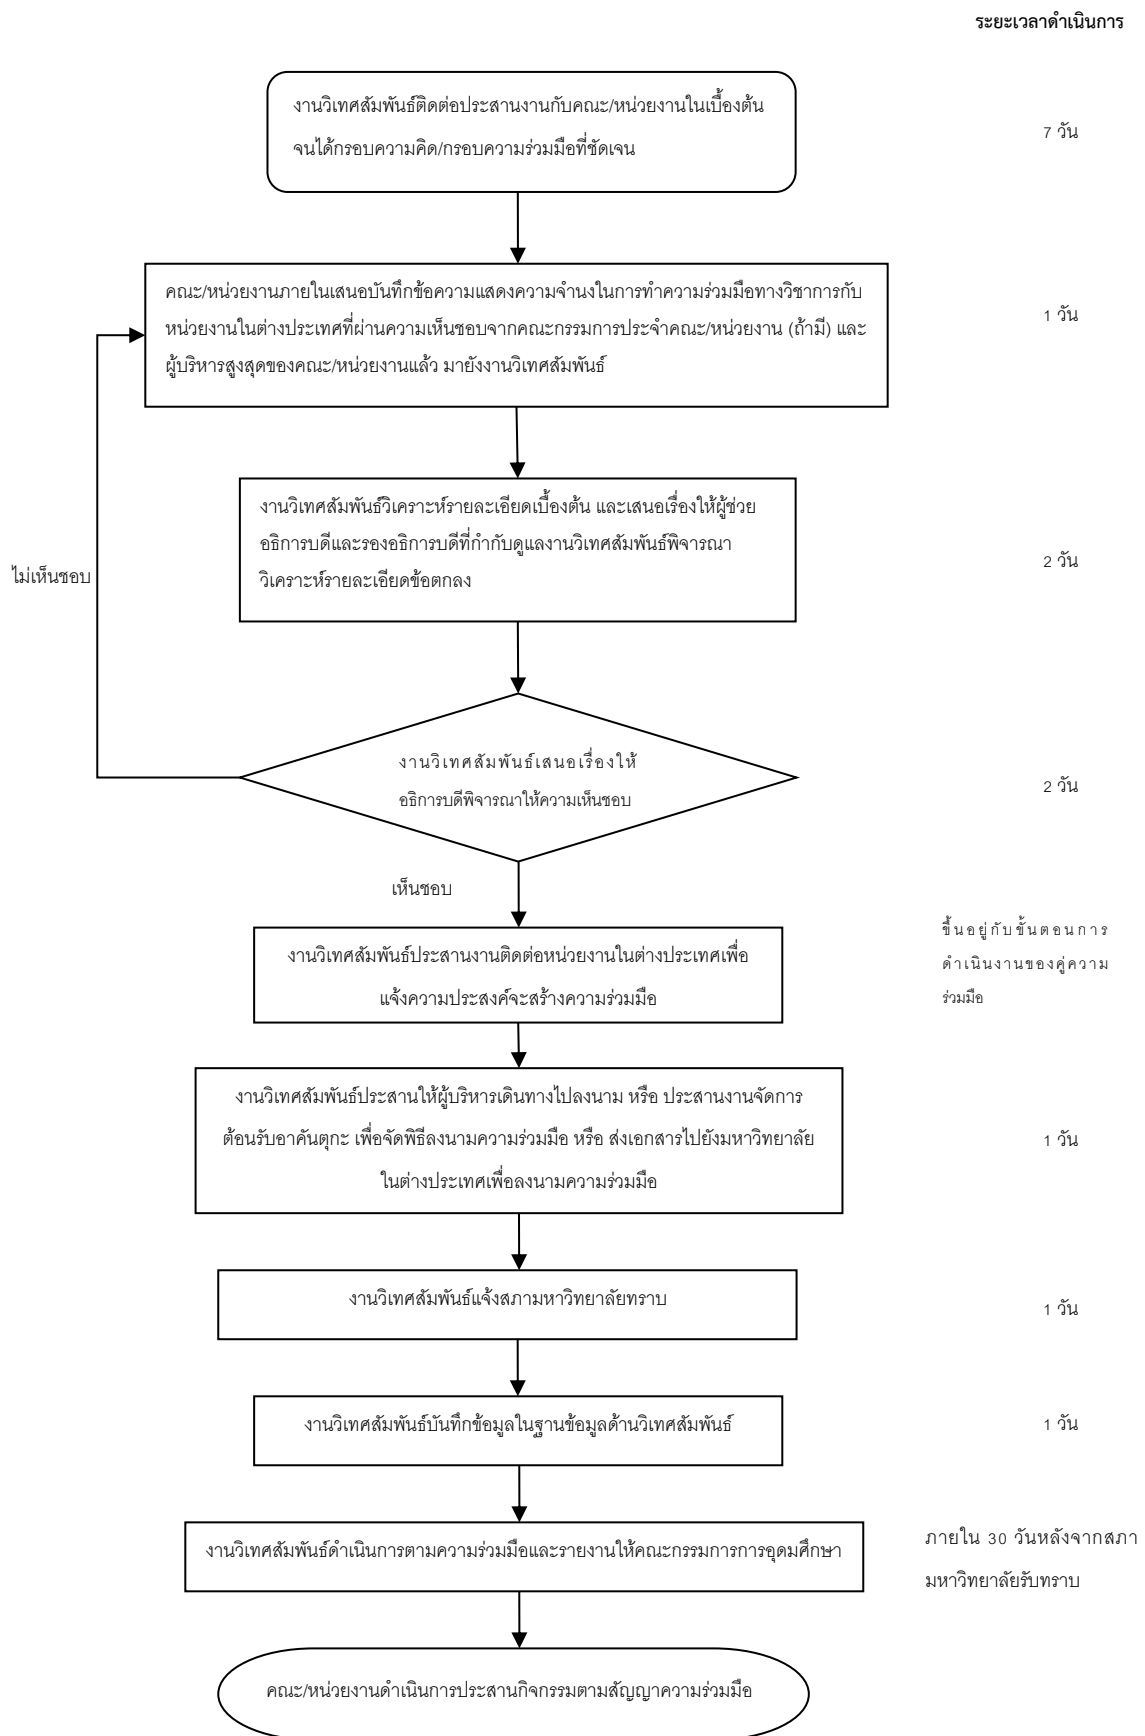 ระยะเวลาดำเนินการ
งานวิเทศสัมพันธ์ติดต่อประสานงานกับคณะ/หน่วยงานในเบื้องต้น
จนได้กรอบความคิด/กรอบความร่วมมือที่ชัดเจน
7 วัน
คณะ/หน่วยงานภายในเสนอบันทึกข้อความแสดงความจำนงในการทำความร่วมมือทางวิชาการกับ
หน่วยงานในต่างประเทศที่ผ่านความเห็นชอบจากคณะกรรมการประจำคณะ/หน่วยงาน (ถ้ามี) และ
ผู้บริหารสูงสุดของคณะ/หน่วยงานแล้ว มายังงานวิเทศสัมพันธ์
1 วัน
งานวิเทศสัมพันธ์วิเคราะห์รายละเอียดเบื้องต้น และเสนอเรื่องให้ผู้ช่วย
อธิการบดีและรองอธิการบดีที่กำกับดูแลงานวิเทศสัมพันธ์พิจารณา
วิเคราะห์รายละเอียดข้อตกลง
2 วัน
ไม่เห็นชอบ
งานวิเทศสัมพันธ์เสนอเรื่องให้
อธิการบดีพิจารณาให้ความเห็นชอบ
2 วัน
เห็นชอบ
งานวิเทศสัมพันธ์ประสานงานติดต่อหน่วยงานในต่างประเทศเพื่อ
แจ้งความประสงค์จะสร้างความร่วมมือ
ขึ้นอยู่กับขั้นตอนการ
ดำเนินงานของคู่ความ
ร่วมมือ
งานวิเทศสัมพันธ์ประสานให้ผู้บริหารเดินทางไปลงนาม หรือ ประสานงานจัดการ
ต้อนรับอาคันตุกะ เพื่อจัดพิธีลงนามความร่วมมือ หรือ ส่งเอกสารไปยังมหาวิทยาลัย
ในต่างประเทศเพื่อลงนามความร่วมมือ
1 วัน
งานวิเทศสัมพันธ์แจ้งสภามหาวิทยาลัยทราบ
1 วัน
งานวิเทศสัมพันธ์บันทึกข้อมูลในฐานข้อมูลด้านวิเทศสัมพันธ์
1 วัน
งานวิเทศสัมพันธ์ดำเนินการตามความร่วมมือและรายงานให้คณะกรรมการการอุดมศึกษา
ภายใน 30 วันหลังจากสภา
มหาวิทยาลัยรับทราบ
คณะ/หน่วยงานดำเนินการประสานกิจกรรมตามสัญญาความร่วมมือ